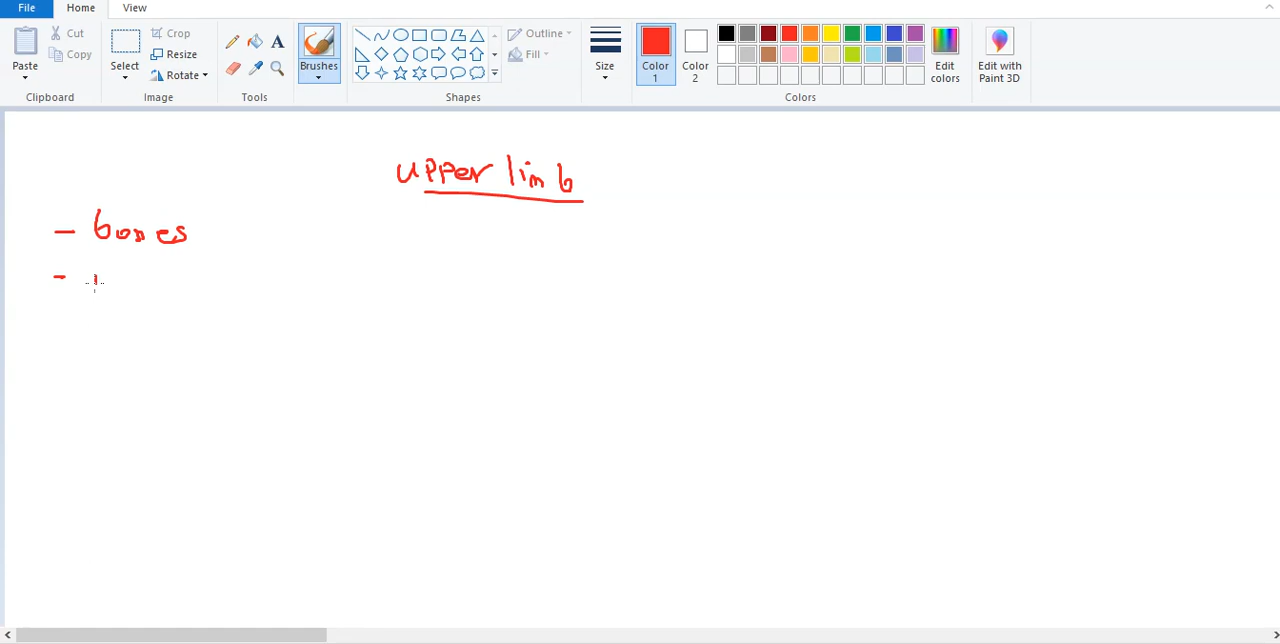 File Home View
Paste Cut Copy Clipboard
Select Crop Resize Rotate Image
Tools
Brushes
Outline Fill Shapes
Size
Color 1 Color 2 Edit colors Colors
Edit with Paint 3D
upper limb
- bones
-